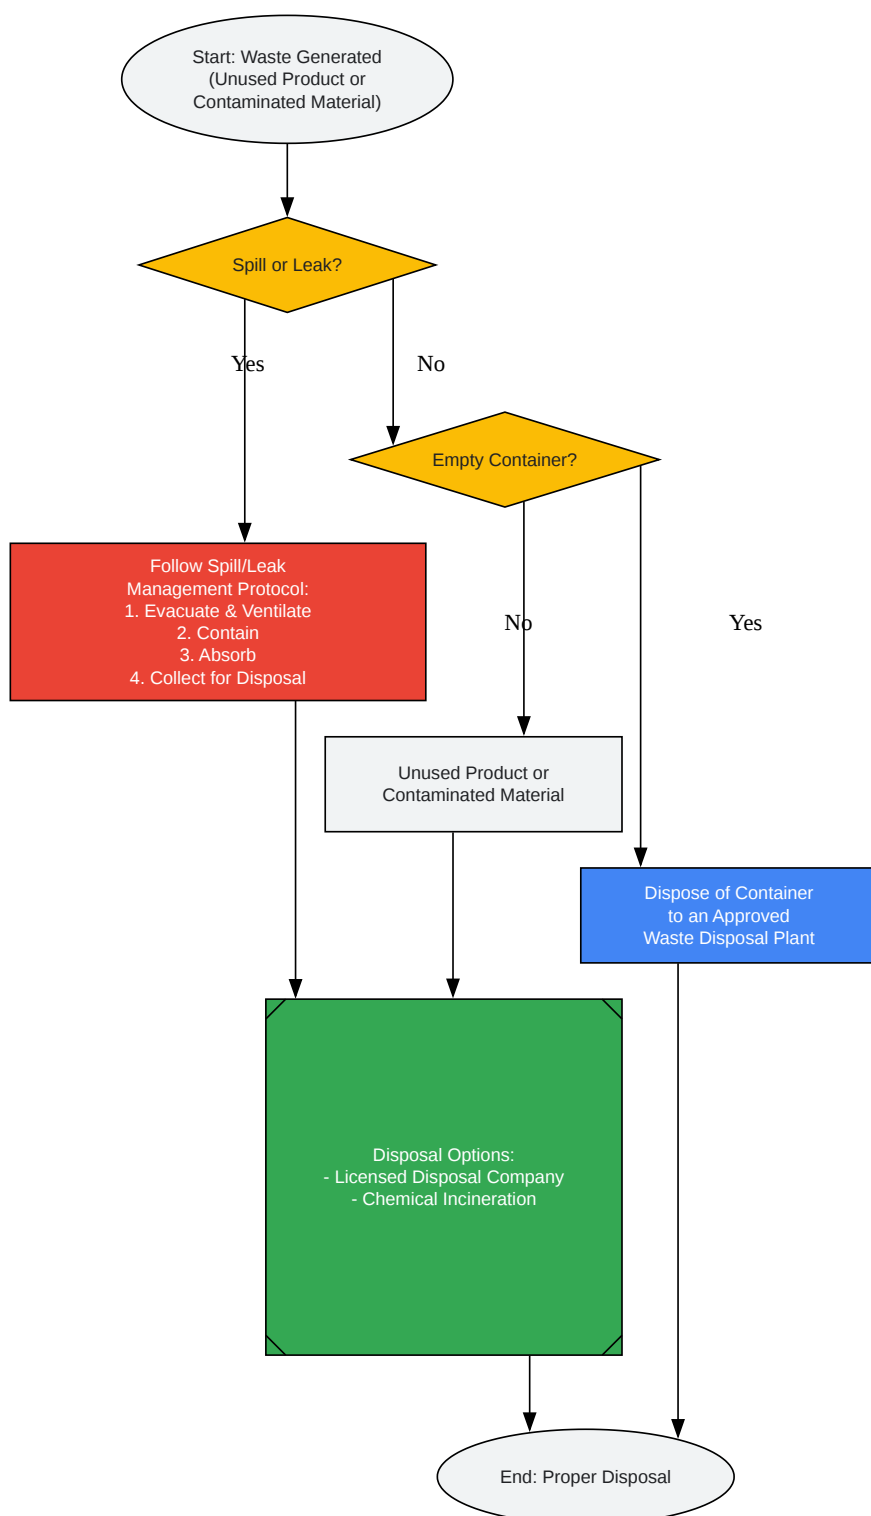 Start: Waste Generated
(Unused Product or
Contaminated Material)
Spill or Leak?
Yes
No
Empty Container?
Follow Spill/Leak
Management Protocol:
1. Evacuate & Ventilate
2. Contain
3. Absorb
4. Collect for Disposal
No
Yes
Unused Product or
Contaminated Material
Dispose of Container
to an Approved
Waste Disposal Plant
Disposal Options:
- Licensed Disposal Company
- Chemical Incineration
End: Proper Disposal